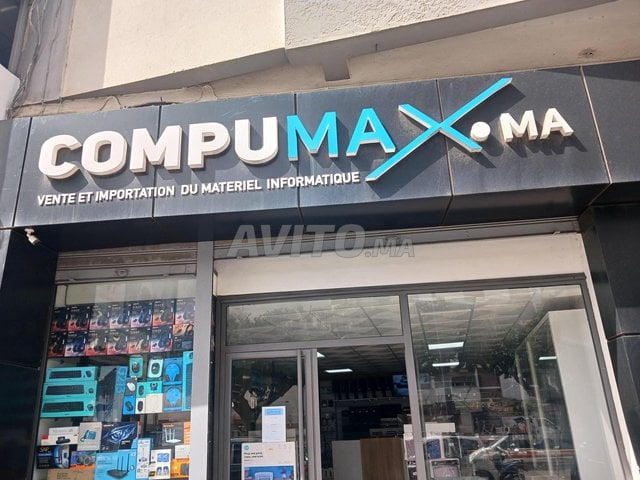 COMPUMAX.MA
VENTE ET IMPORTATION DU MATERIEL INFORMATIQUE
AVITO.MA